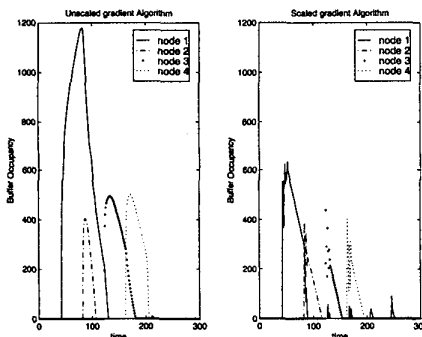 Unscaled gradient Algorithm
1200
1000
800
600
400
200
0
0
100
200
300
Buffer Occupancy
time
node 1
node 2
node 3
node 4
Scaled gradient Algorithm
1200
1000
800
600
400
200
0
0
100
200
300
Buffer Occupancy
time
node 1
node 2
node 3
node 4